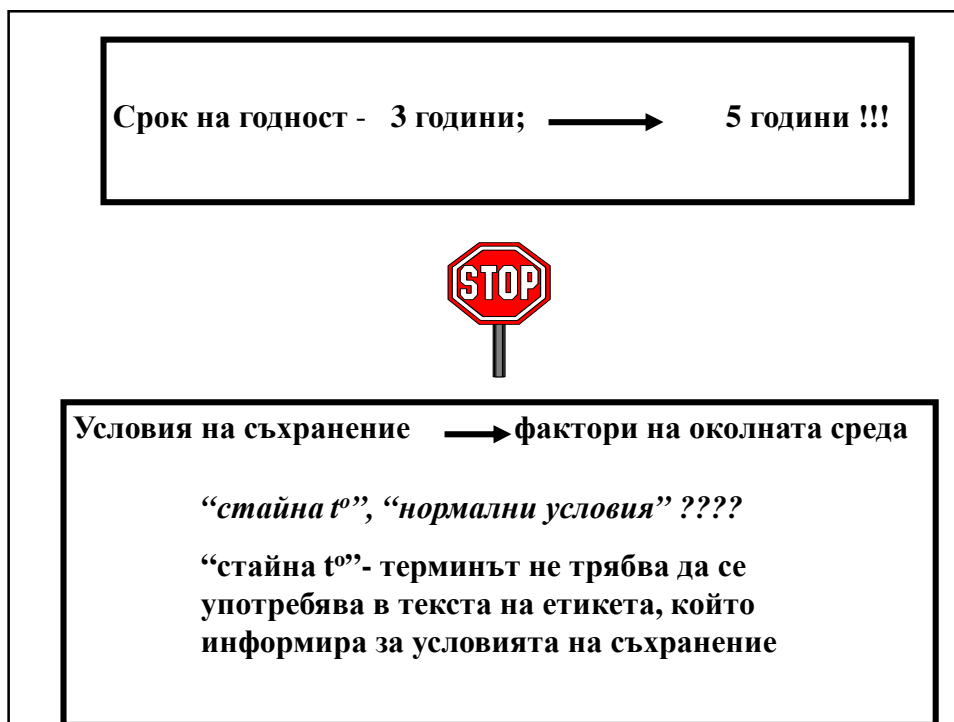 Срок на годност - 3 години; 5 години !!!
STOP
Условия на съхранение фактори на околната среда
“стайна tº”, “нормални условия” ????
“стайна tº”- терминът не трябва да се
употребява в текста на етикета, който
информира за условията на съхранение